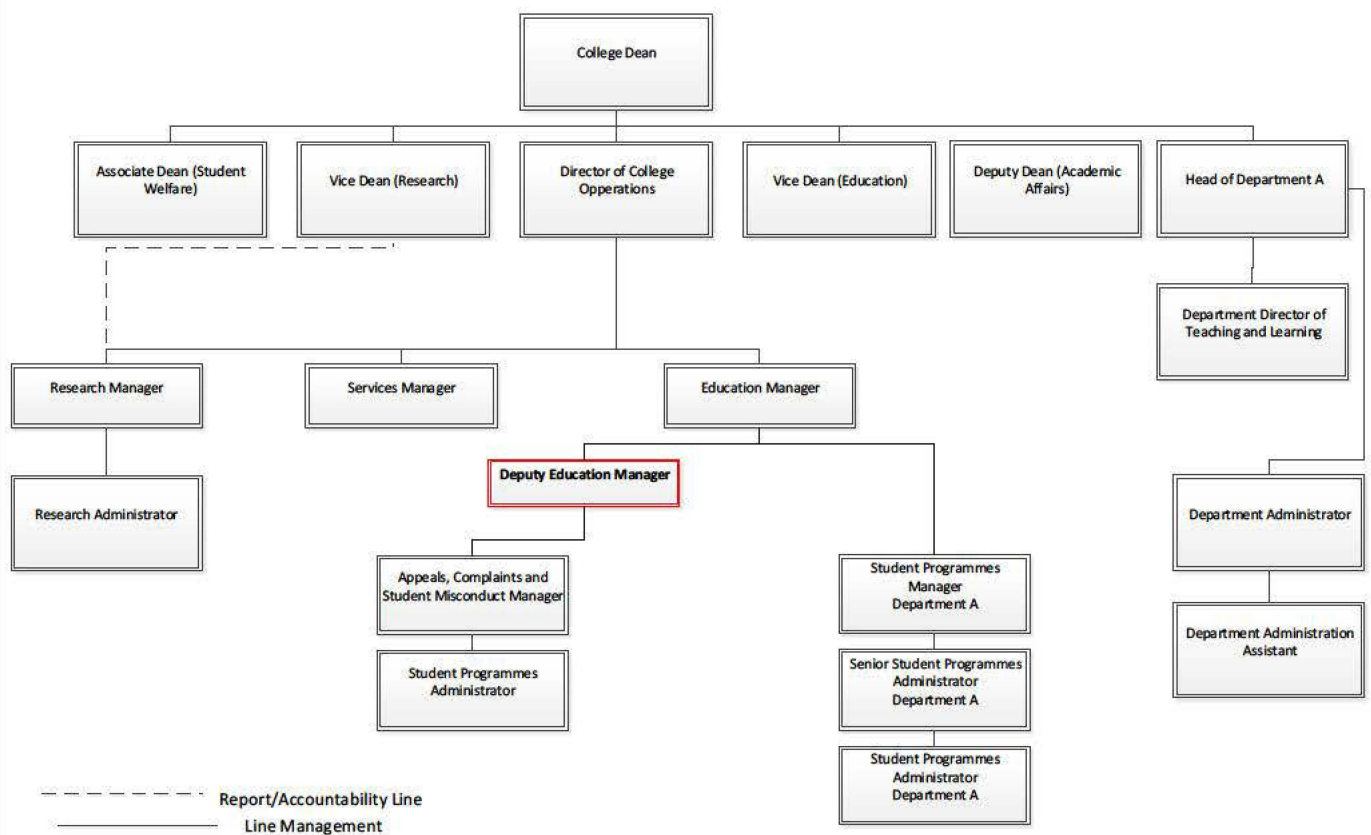 College Dean
Associate Dean (Student
Welfare)
Vice Dean (Research)
Director of College
Opperations
Vice Dean (Education)
Deputy Dean (Academic
Affairs)
Head of Department A
Department Director of
Teaching and Learning
Research Manager
Services Manager
Education Manager
Deputy Education Manager
Research Administrator
Department Administrator
Appeals, Complaints and
Student Misconduct Manager
Student Programmes
Manager
Department A
Department Administration
Assistant
Student Programmes
Administrator
Senior Student Programmes
Administrator
Department A
Student Programmes
Administrator
Department A
Report/Accountability Line
Line Management